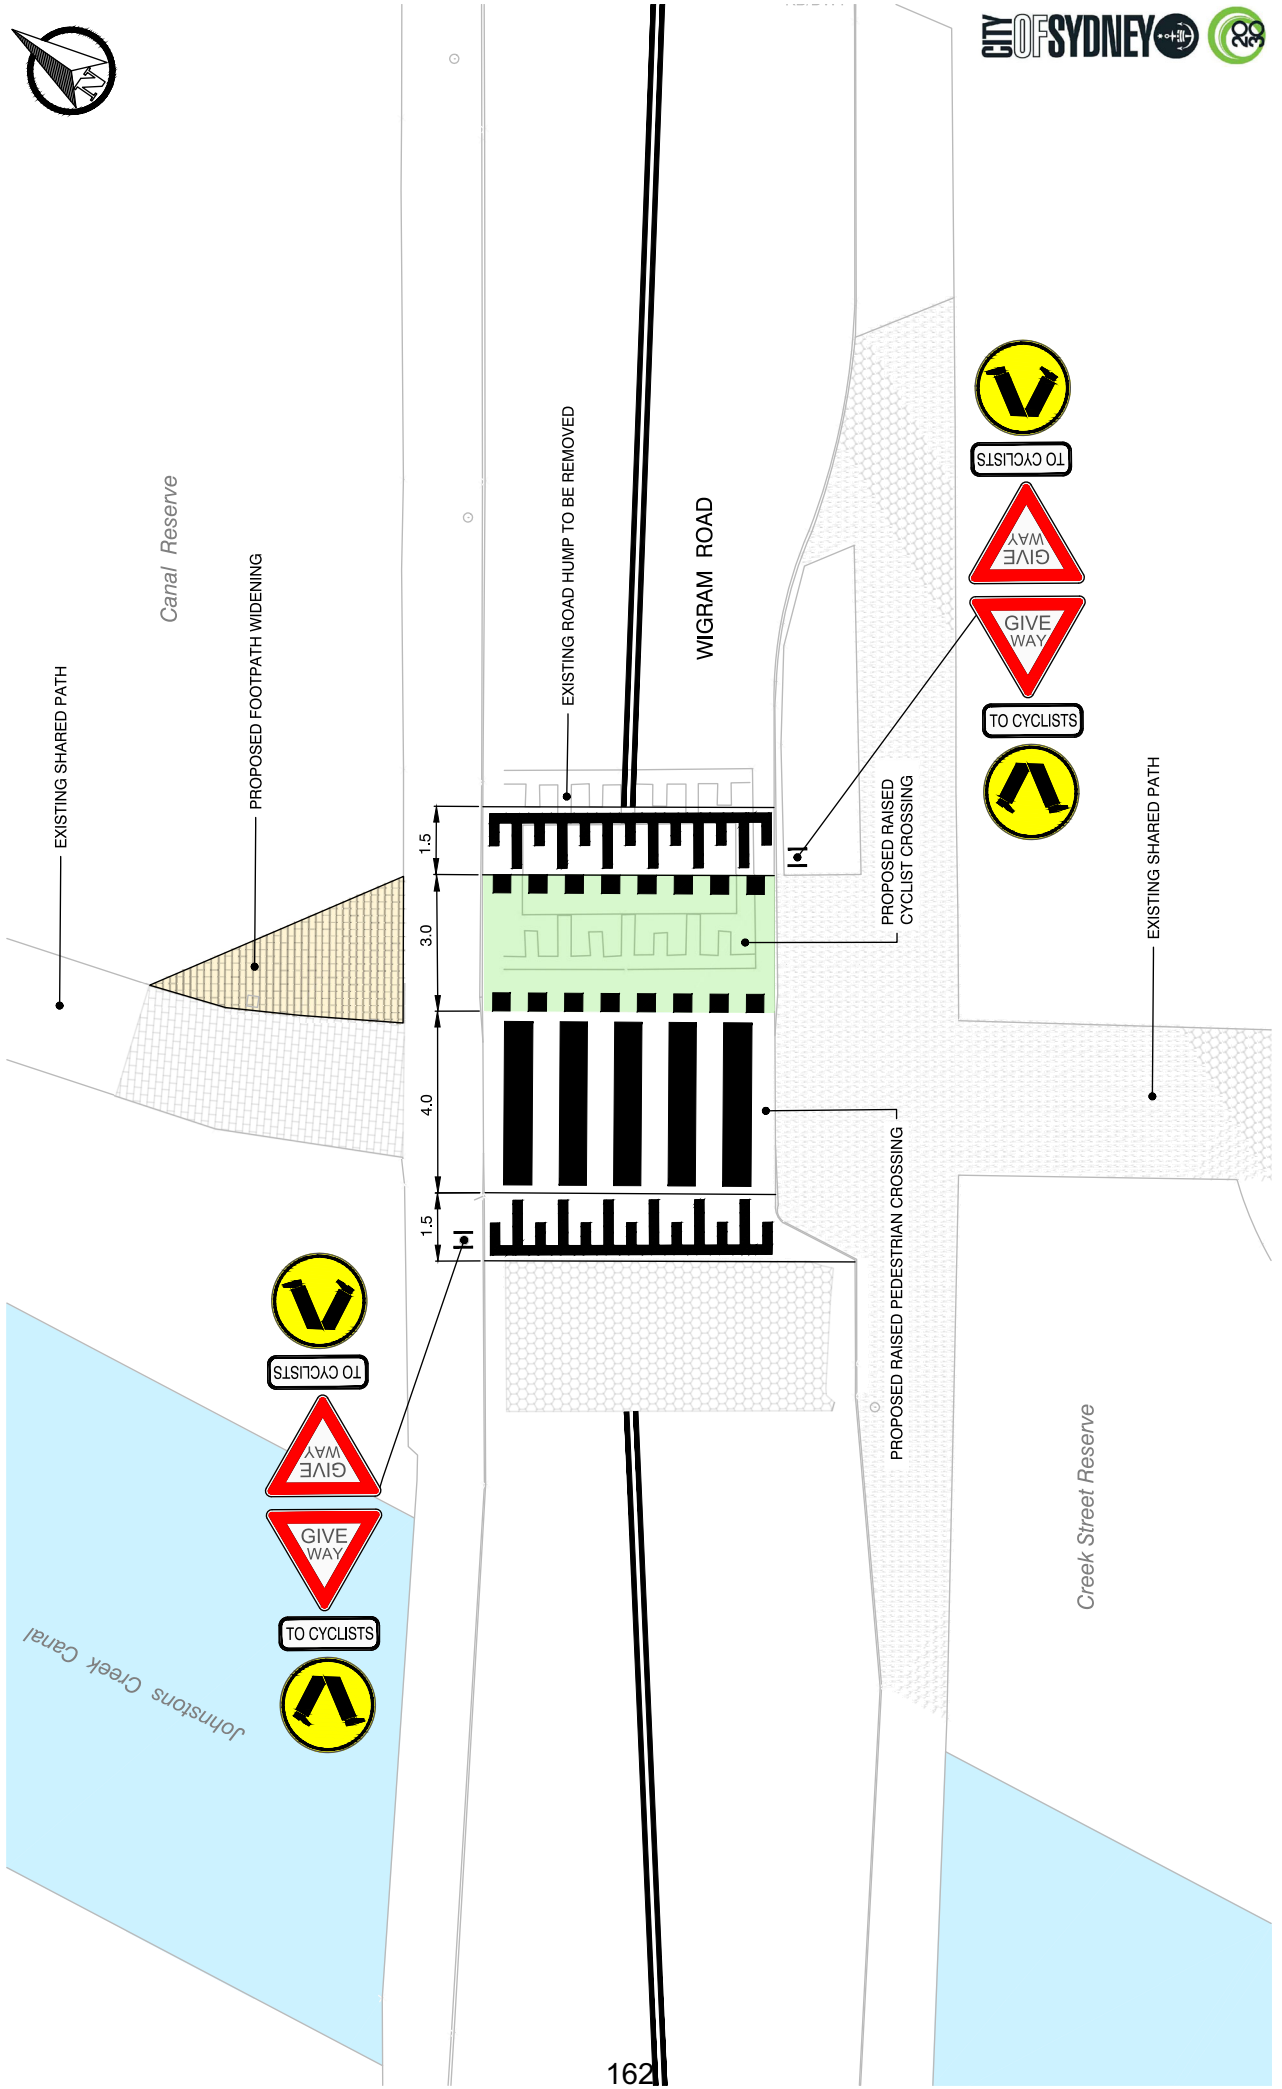 CITY OF SYDNEY
2030
N
Canal Reserve
EXISTING SHARED PATH
PROPOSED FOOTPATH WIDENING
EXISTING ROAD HUMP TO BE REMOVED
WIGRAM ROAD
TO CYCLISTS
GIVE
WAY
GIVE
WAY
TO CYCLISTS
1.5
3.0
4.0
1.5
PROPOSED RAISED
CYCLIST CROSSING
EXISTING SHARED PATH
PROPOSED RAISED PEDESTRIAN CROSSING
TO CYCLISTS
GIVE
WAY
GIVE
WAY
TO CYCLISTS
Johnstons Creek Canal
Creek Street Reserve
162